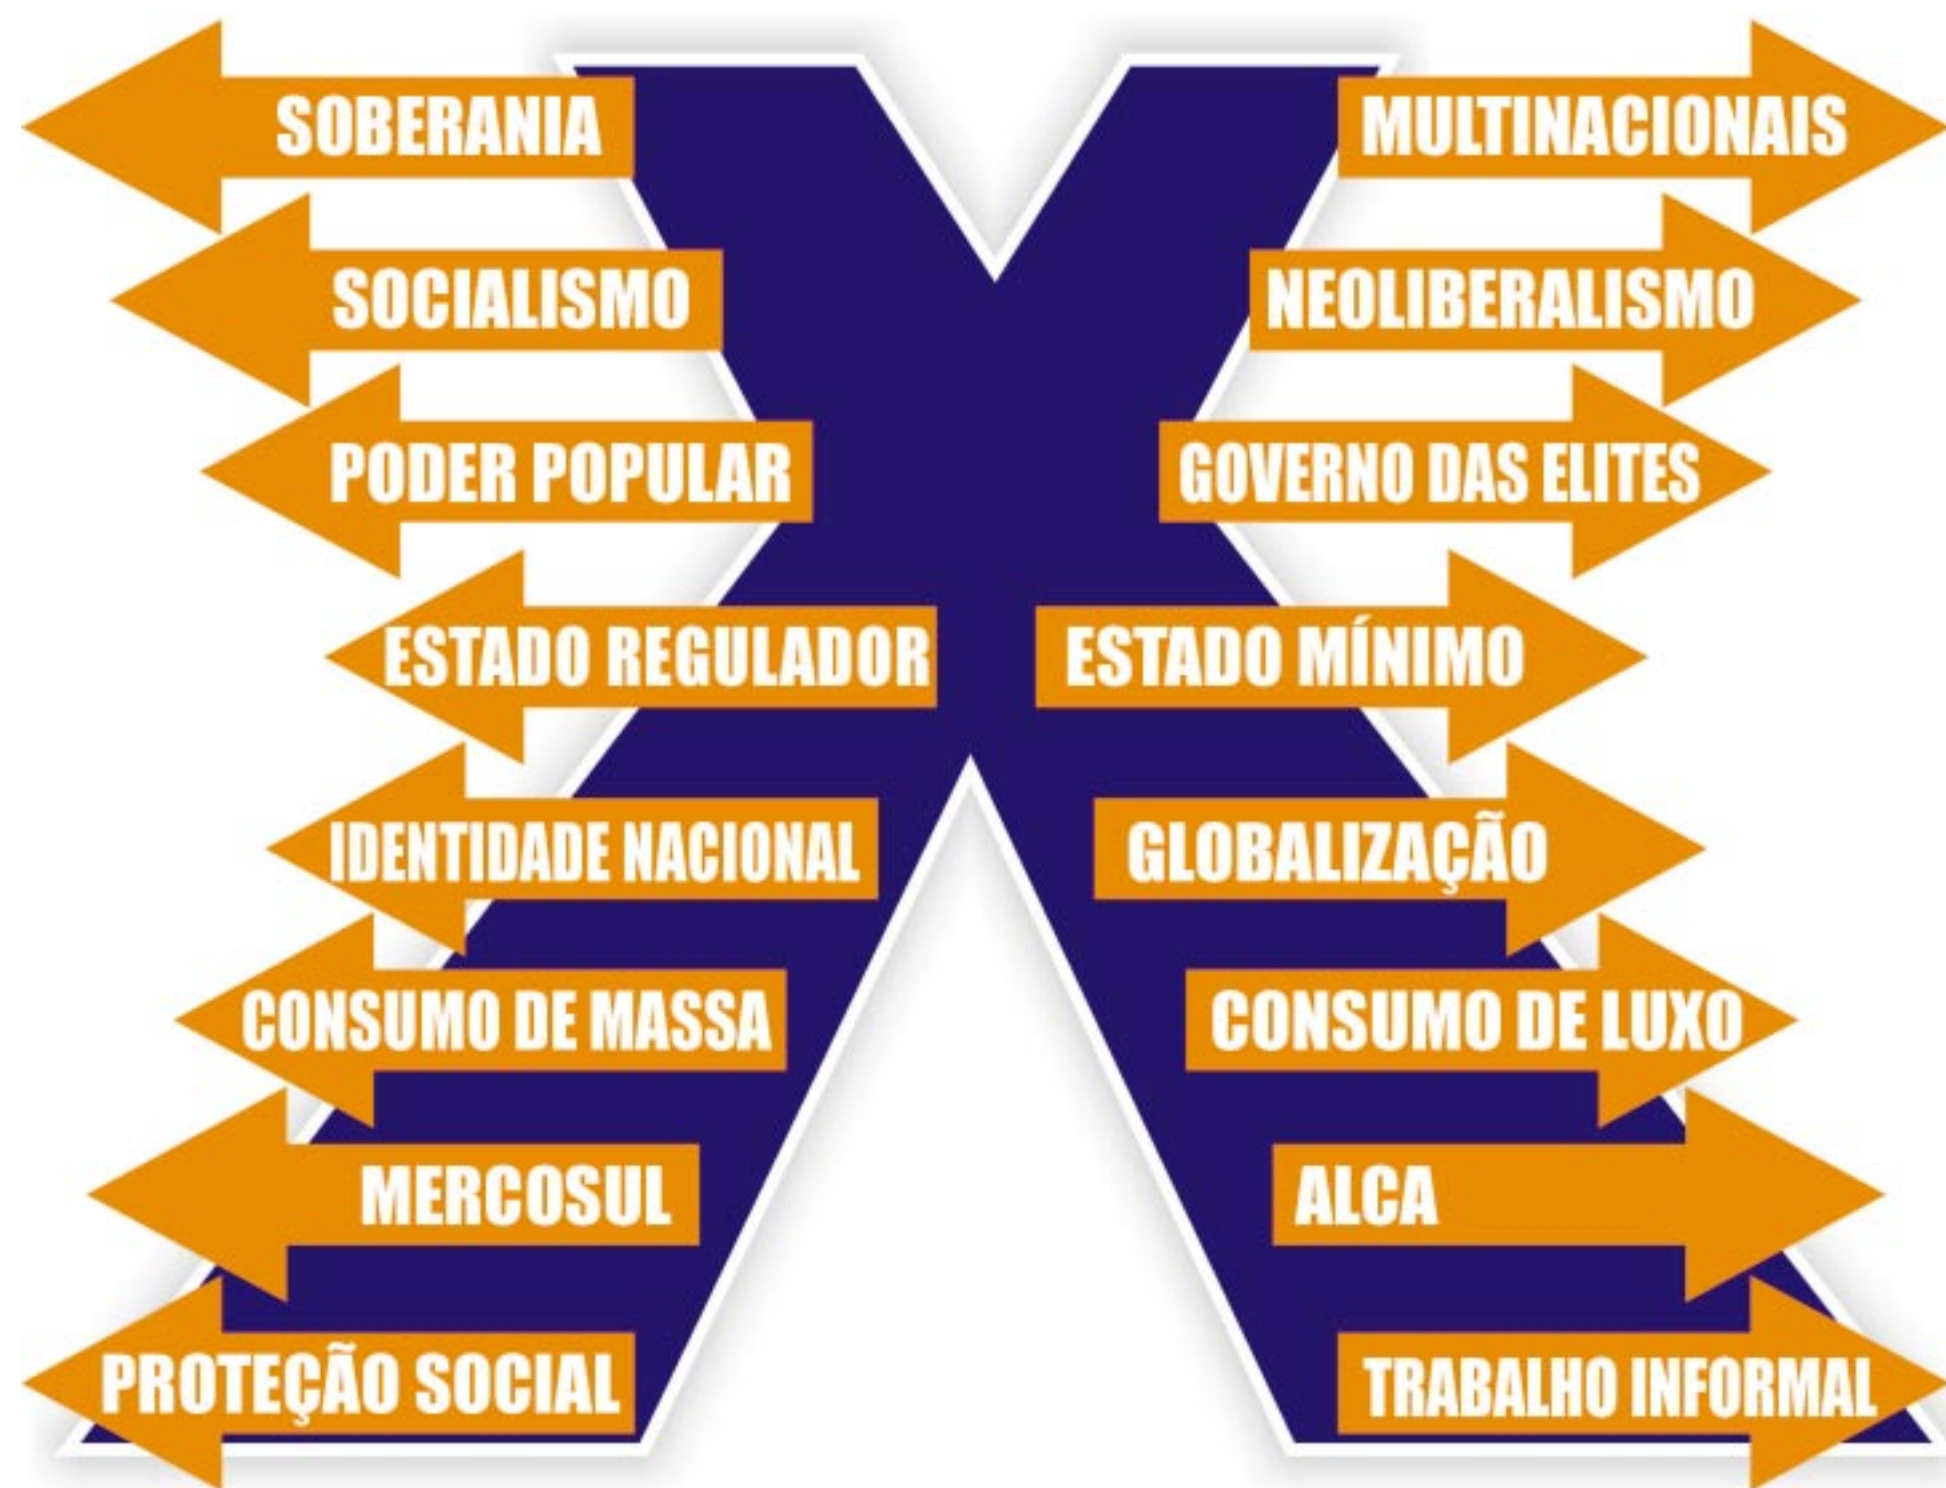 SOBERANIA
MULTINACIONAIS
SOCIALISMO
NEOLIBERALISMO
PODER POPULAR
GOVERNO DAS ELITES
ESTADO REGULADOR
ESTADO MÍNIMO
IDENTIDADE NACIONAL
GLOBALIZAÇÃO
CONSUMO DE MASSA
CONSUMO DE LUXO
MERCOSUL
ALCA
PROTEÇÃO SOCIAL
TRABALHO INFORMAL
X